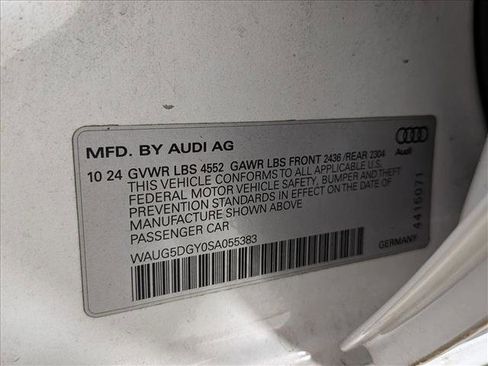 MFD. BY AUDI AG
10 24 GVWR LBS 4552 GAWR LBS FRONT 2436 /REAR 2304
THIS VEHICLE CONFORMS TO ALL APPLICABLE U.S.
FEDERAL MOTOR VEHICLE SAFETY, BUMPER AND THEFT
PREVENTION STANDARDS IN EFFECT ON THE DATE OF
MANUFACTURE SHOWN ABOVE
PASSENGER CAR
WAUG5DGY0SA055383
GERMANY
4415071
Audi